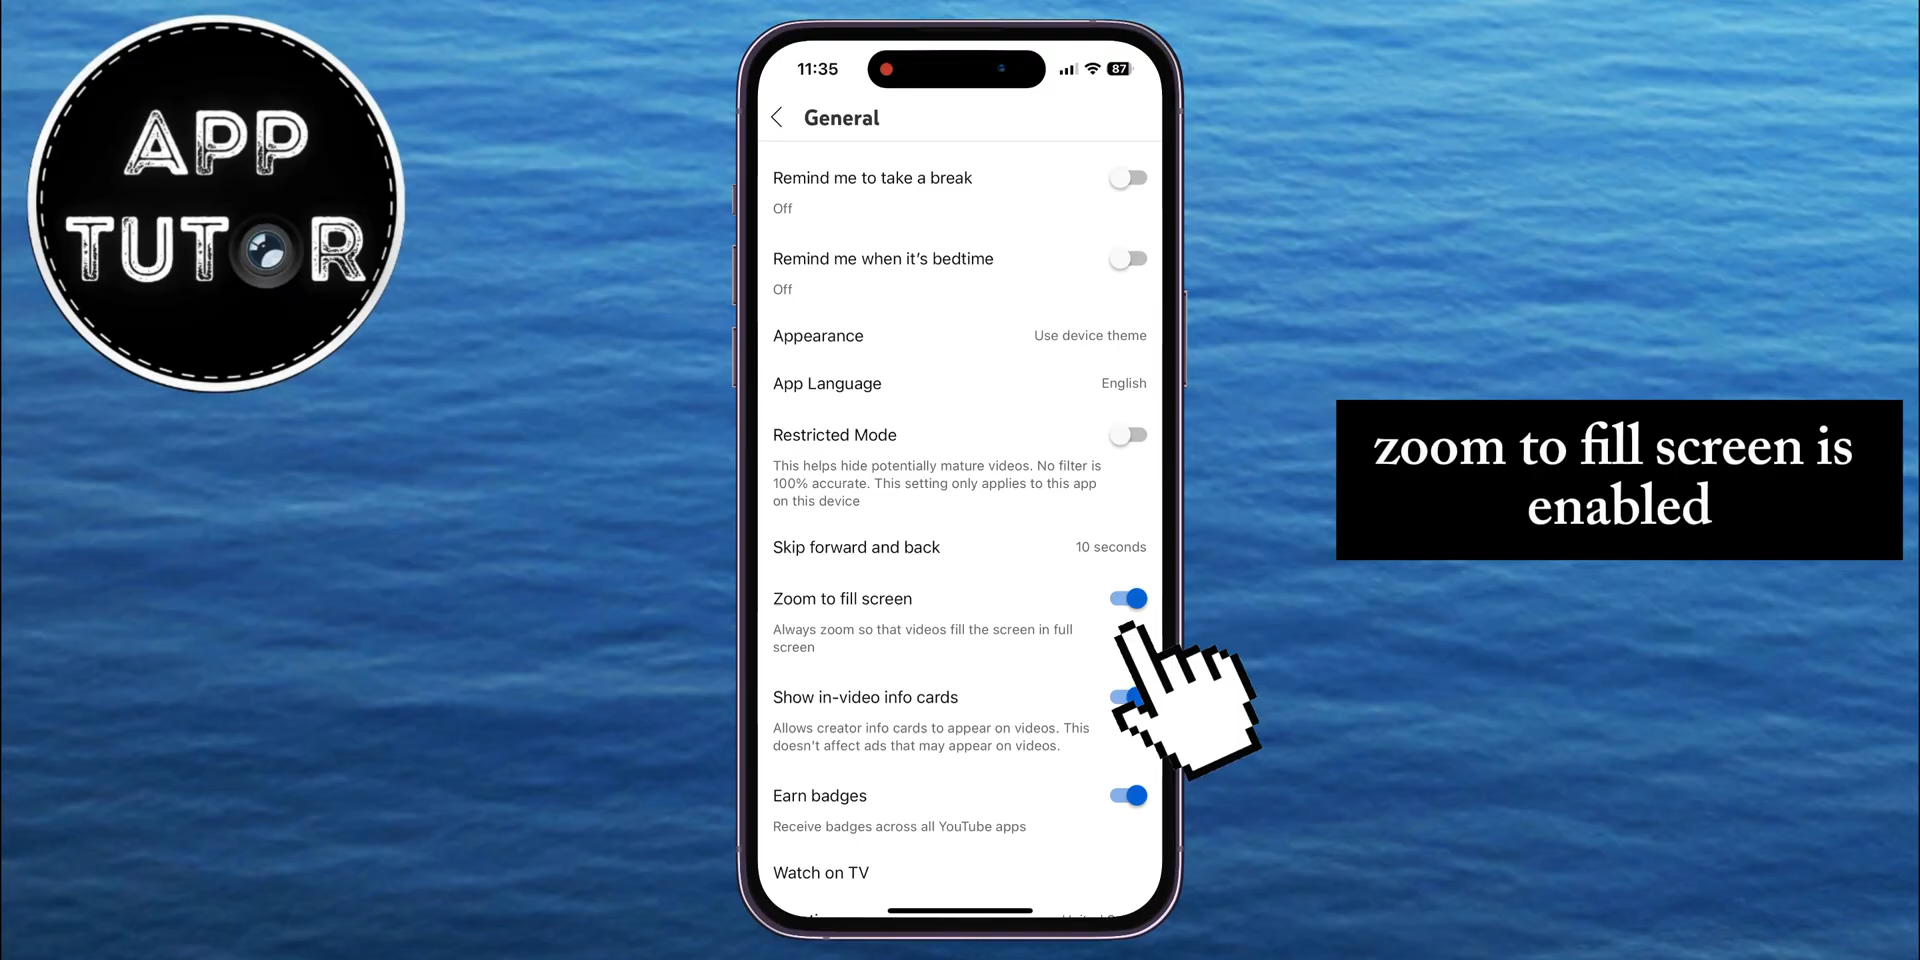 APP
TUTOR
11:35
87
General
Remind me to take a break
Off
Remind me when it's bedtime
Off
Appearance
Use device theme
App Language
English
Restricted Mode
This helps hide potentially mature videos. No filter is
100% accurate. This setting only applies to this app
on this device
Skip forward and back
10 seconds
Zoom to fill screen
Always zoom so that videos fill the screen in full
screen
Show in-video info cards
Allows creator info cards to appear on videos. This
doesn't affect ads that may appear on videos.
Earn badges
Receive badges across all YouTube apps
Watch on TV
zoom to fill screen is
enabled